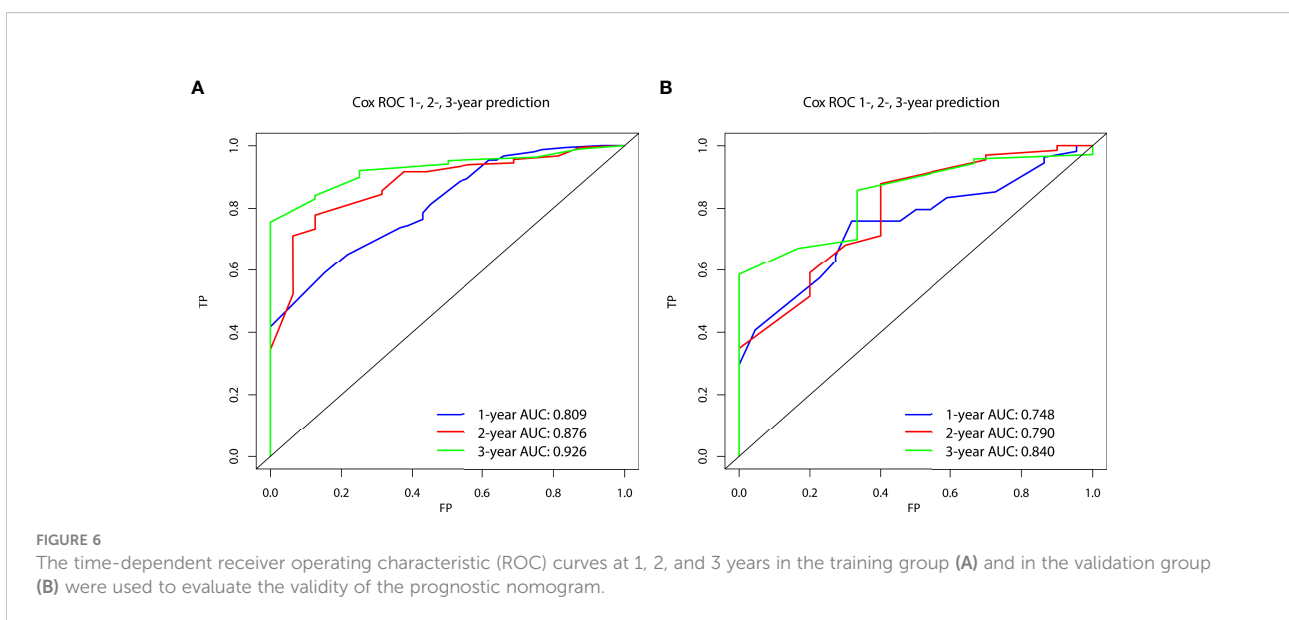 A
B
Cox ROC 1-, 2-, 3-year prediction
TP
1.0
0.8
0.6
0.4
0.2
0.0
1-year AUC: 0.809
2-year AUC: 0.876
3-year AUC: 0.926
0.0 0.2 0.4 0.6 0.8 1.0
FP
Cox ROC 1-, 2-, 3-year prediction
TP
1.0
0.8
0.6
0.4
0.2
0.0
1-year AUC: 0.748
2-year AUC: 0.790
3-year AUC: 0.840
0.0 0.2 0.4 0.6 0.8 1.0
FP
FIGURE 6
The time-dependent receiver operating characteristic (ROC) curves at 1, 2, and 3 years in the training group (A) and in the validation group
(B) were used to evaluate the validity of the prognostic nomogram.